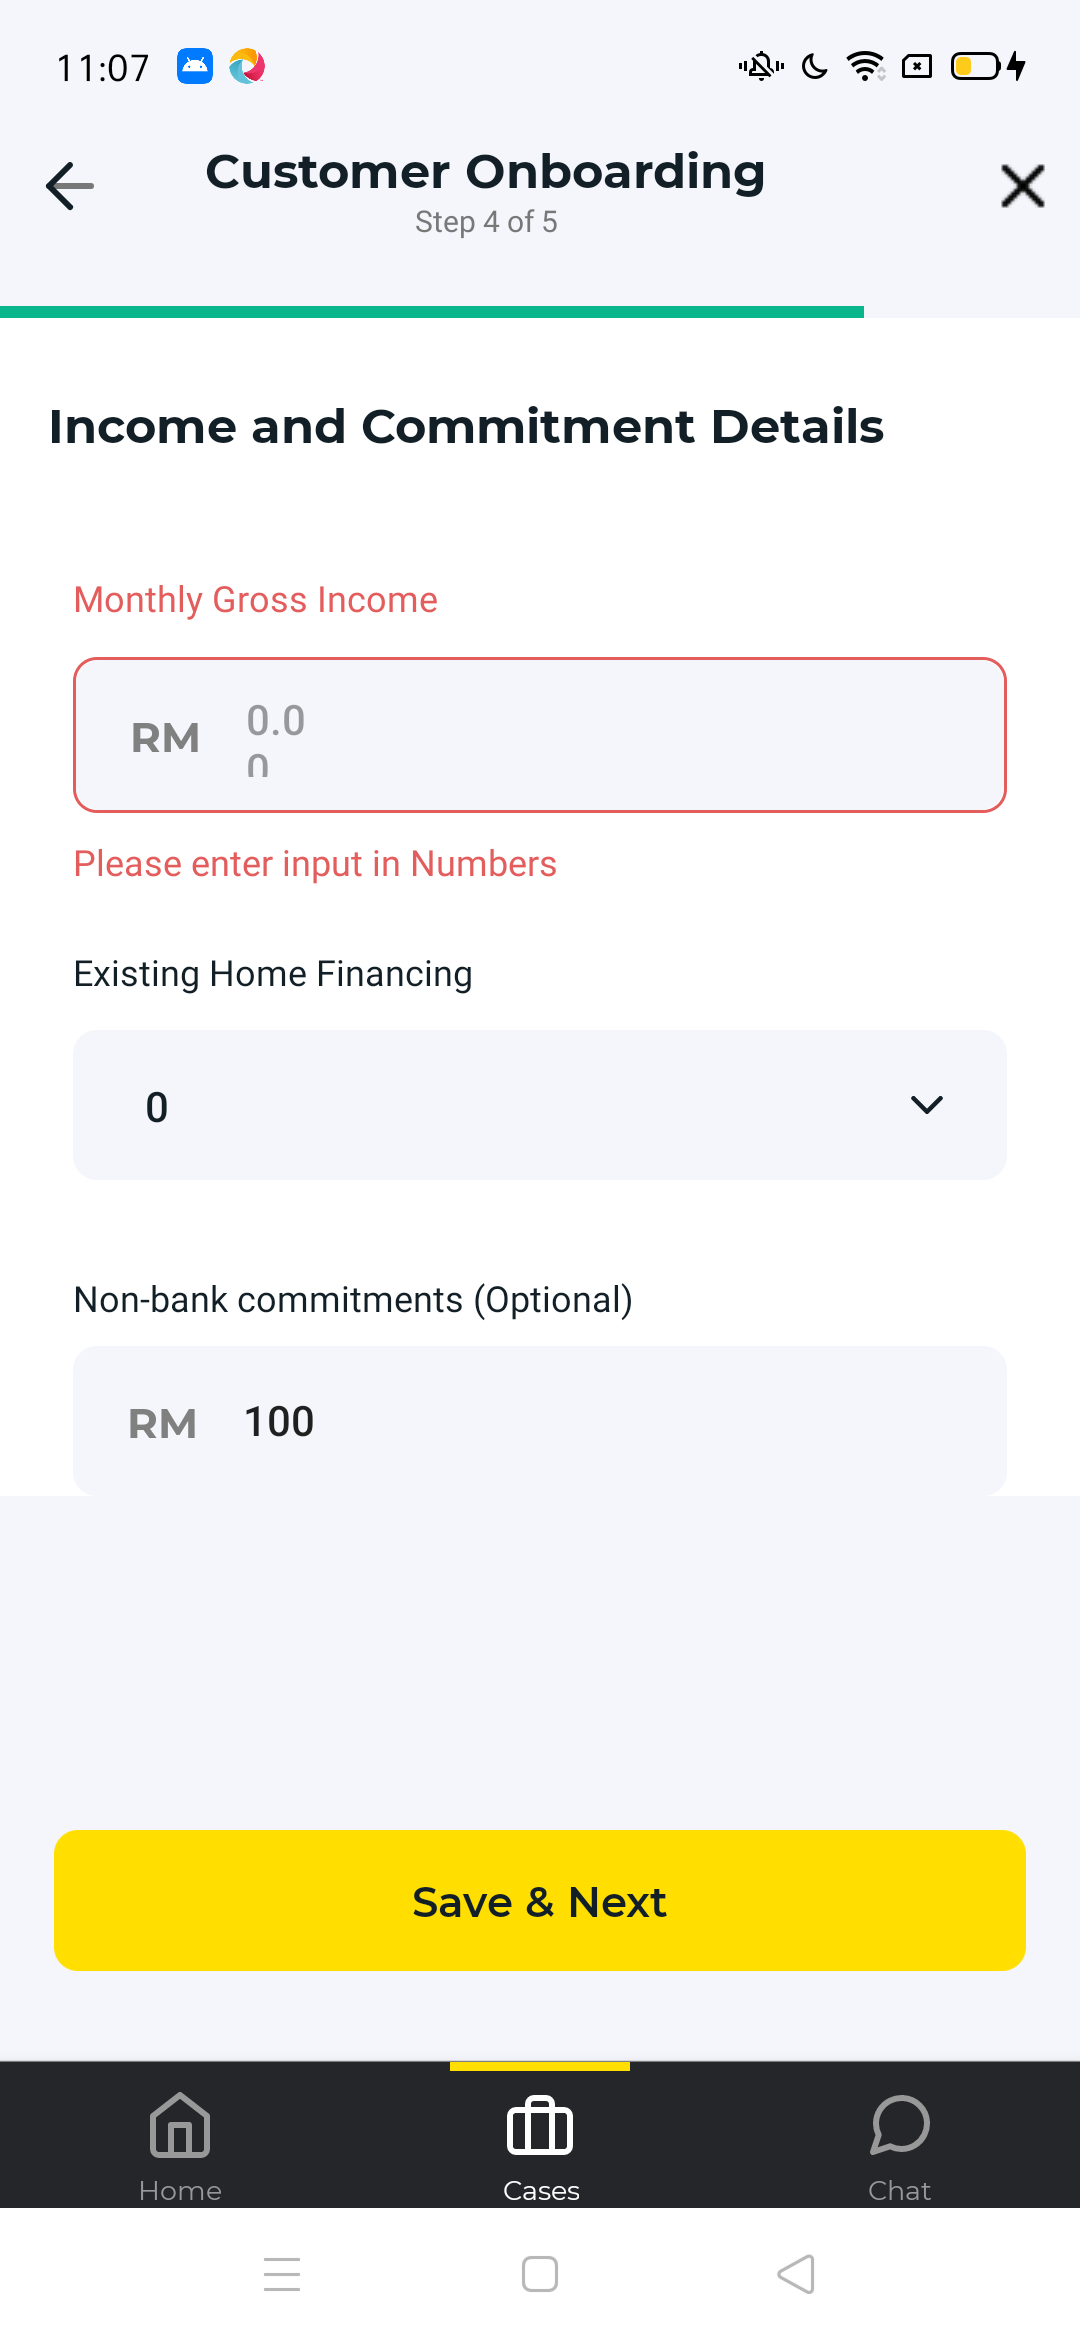 11:07
Customer Onboarding
Step 4 of 5
Income and Commitment Details
Monthly Gross Income
RM 0.0
0
Please enter input in Numbers
Existing Home Financing
0
Non-bank commitments (Optional)
RM 100
Save & Next
Home Cases Chat